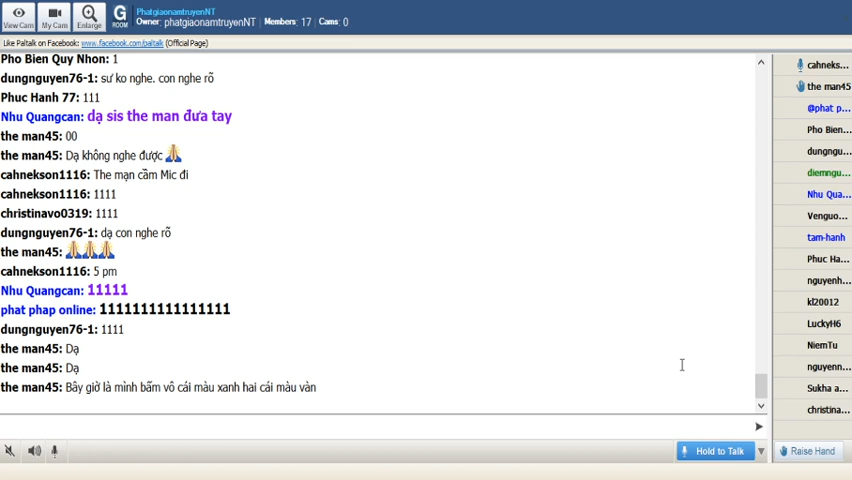 PhatgiaonamtruyenNT
Owner: phatgiaonamtruyenNT Members: 17 Cams: 0
View Cam
My Cam
Enlarge
G
ROOM
Like Paltalk on Facebook: www.facebook.com/paltalk (Official Page)
Pho Bien Quy Nhon: 1
dungnguyen76-1: sư ko nghe. con nghe rõ
Phuc Hanh 77: 111
Nhu Quangcan: dạ sis the man đưa tay
the man45: 00
the man45: Dạ không nghe được
cahnekson1116: The mạn cầm Mic đi
cahnekson1116: 1111
christinavo0319: 1111
dungnguyen76-1: dạ con nghe rõ
the man45:
cahnekson1116: 5 pm
Nhu Quangcan: 11111
phat phap online: 1111111111111111
dungnguyen76-1: 1111
the man45: Dạ
the man45: Dạ
the man45: Bây giờ là mình bấm vô cái màu xanh hai cái màu vàn
cahneks...
the man45
@phat p...
Pho Bien...
dungngu...
diemngu...
Nhu Qua...
Venguo...
tam-hanh
Phuc Ha...
nguyenh...
kl20012
LuckyH6
NiemTu
nguyenn...
Sukha a...
christina...
Hold to Talk
Raise Hand